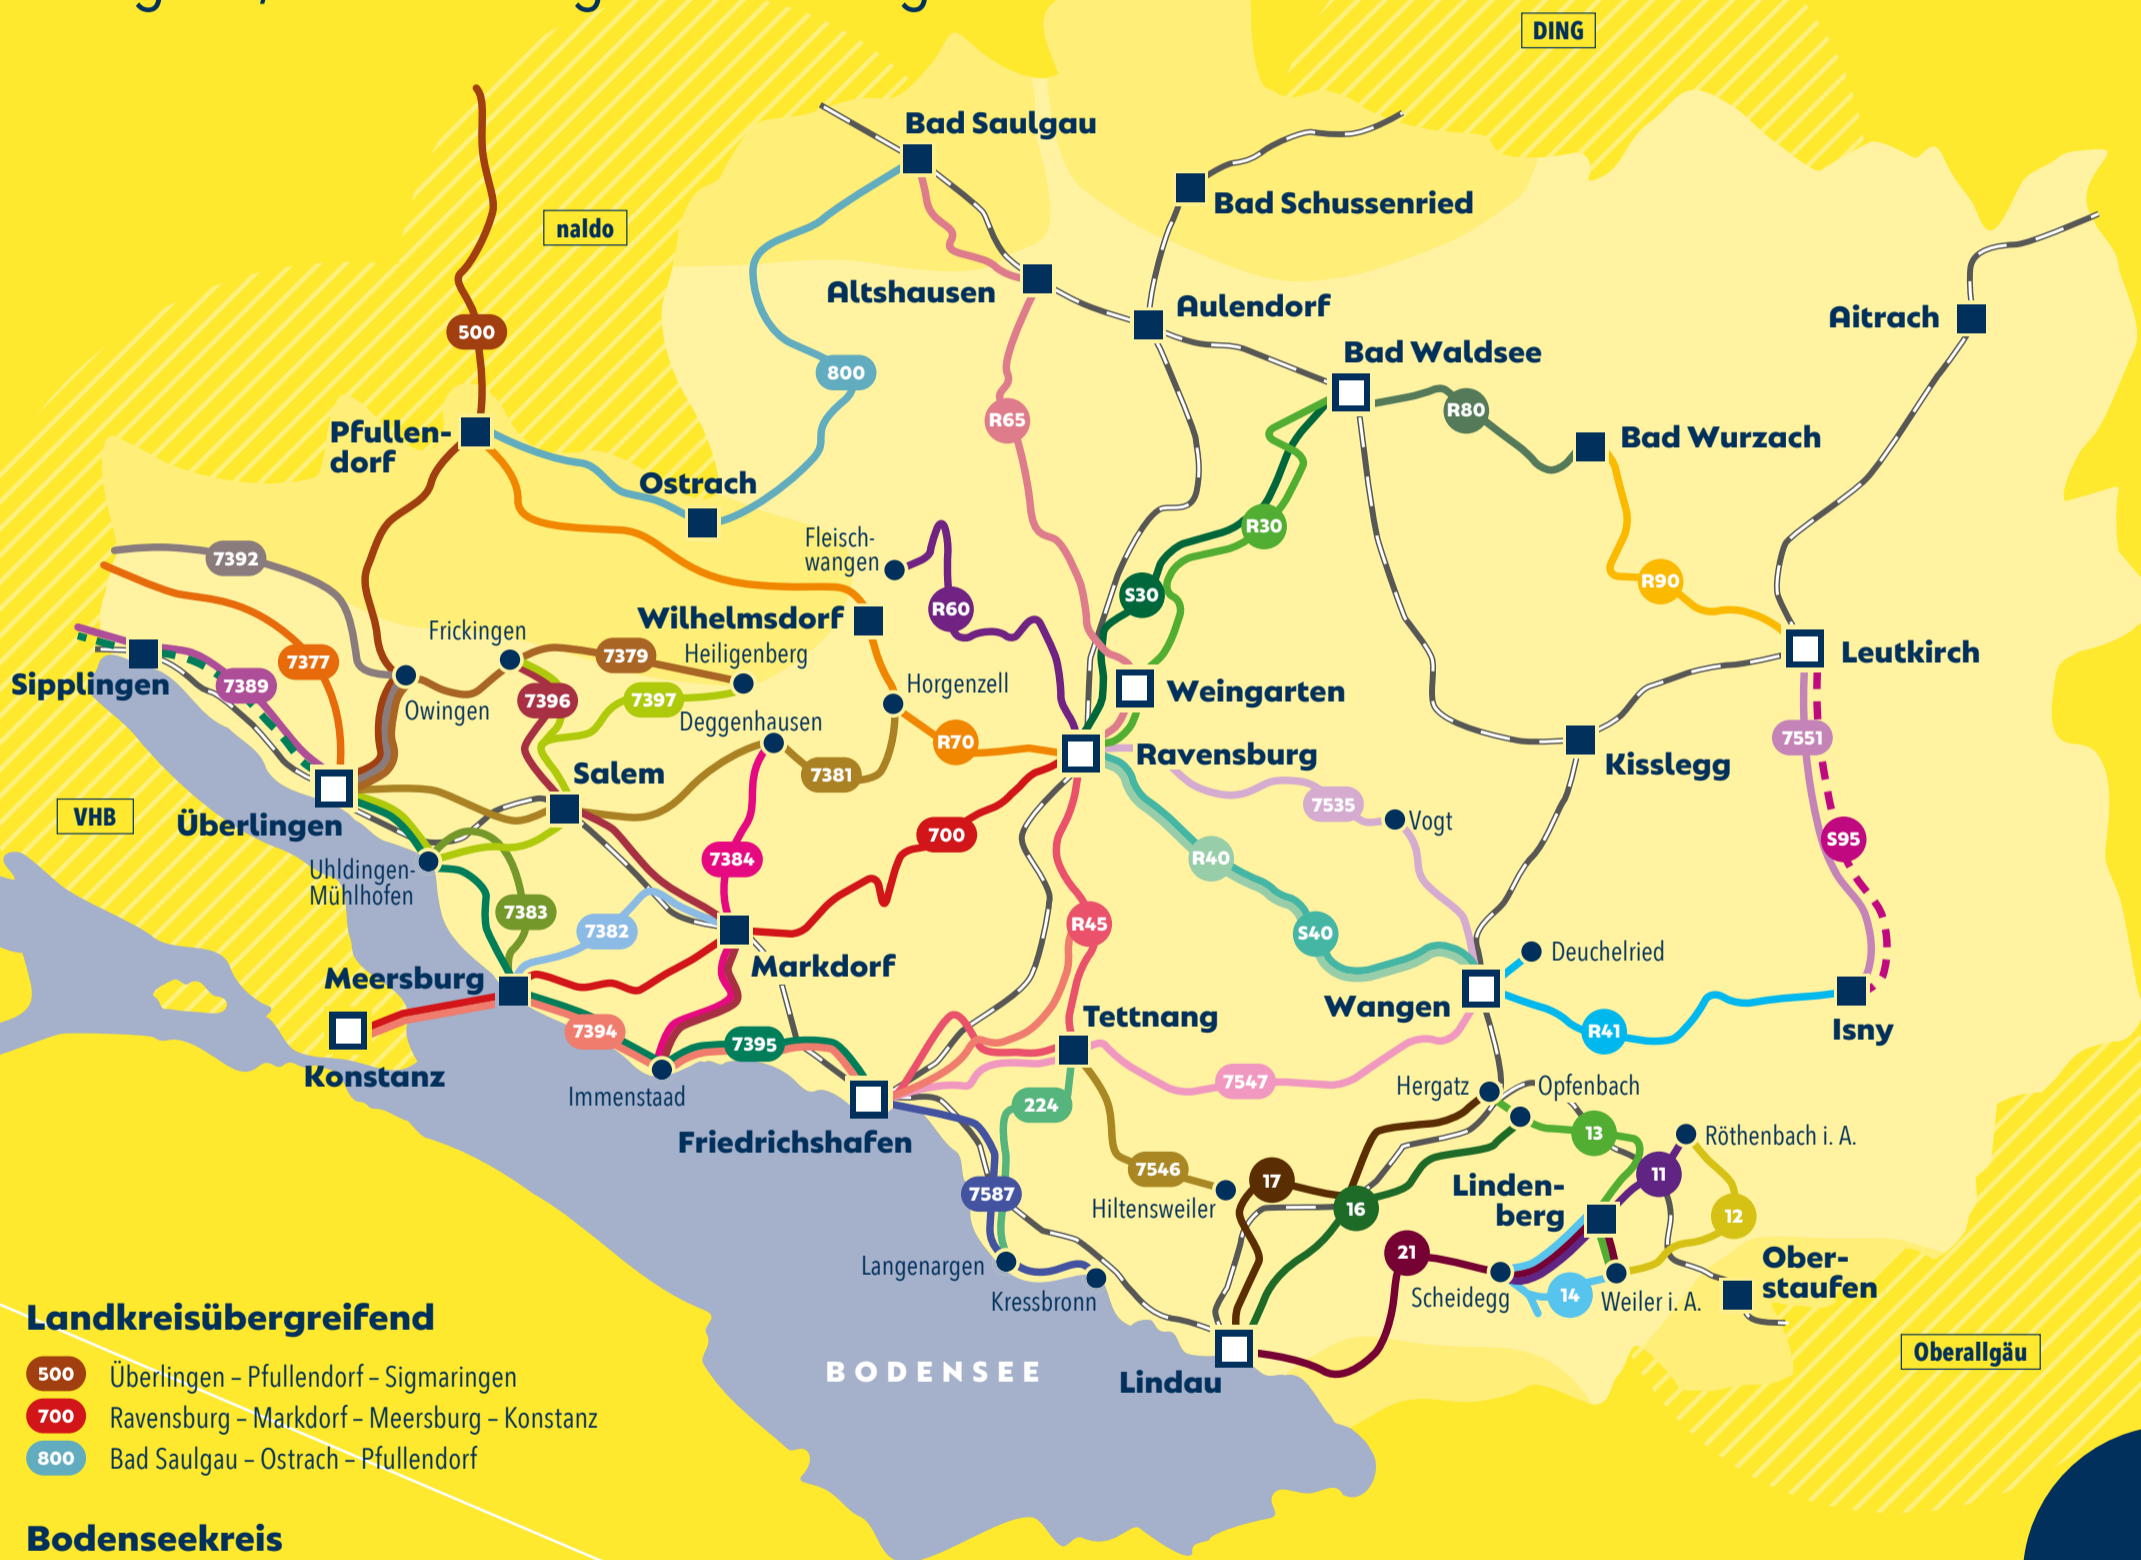 DING
Bad Saulgau
Bad Schussenried
naldo
Altshausen
Aulendorf
Aitrach
500
Bad Waldsee
800
R65
R80
Pfullen-
dorf
Bad Wurzach
Ostrach
R30
Fleisch-
wangen
7392
R90
S30
R60
Wilhelmsdorf
Frickingen
7379
Heiligenberg
7377
Leutkirch
Sipplingen
7389
7396
7397
Horgenzell
Weingarten
Owingen
Deggenhausen
R70
7551
Ravensburg
Kisslegg
Salem
7381
7535
Vogt
VHB
Überlingen
700
S95
7384
R40
Uhldingen-
Mühlhofen
7383
7382
R45
S40
Deuchelried
Meersburg
Markdorf
Wangen
Tettnang
7394
7395
R41
Isny
Konstanz
7547
Hergatz
Opfenbach
Immenstaad
224
Friedrichshafen
13
Röthenbach i. A.
7546
17
11
7587
Hiltensweiler
16
Linden-
berg
12
21
Ober-
staufen
Langenargen
Kressbronn
Scheidegg
14
Weiler i. A.
Oberallgäu
BODENSEE
Lindau
Landkreisübergreifend
500 Überlingen – Pfullendorf – Sigmaringen
700 Ravensburg – Markdorf – Meersburg – Konstanz
800 Bad Saulgau – Ostrach – Pfullendorf
Bodenseekreis